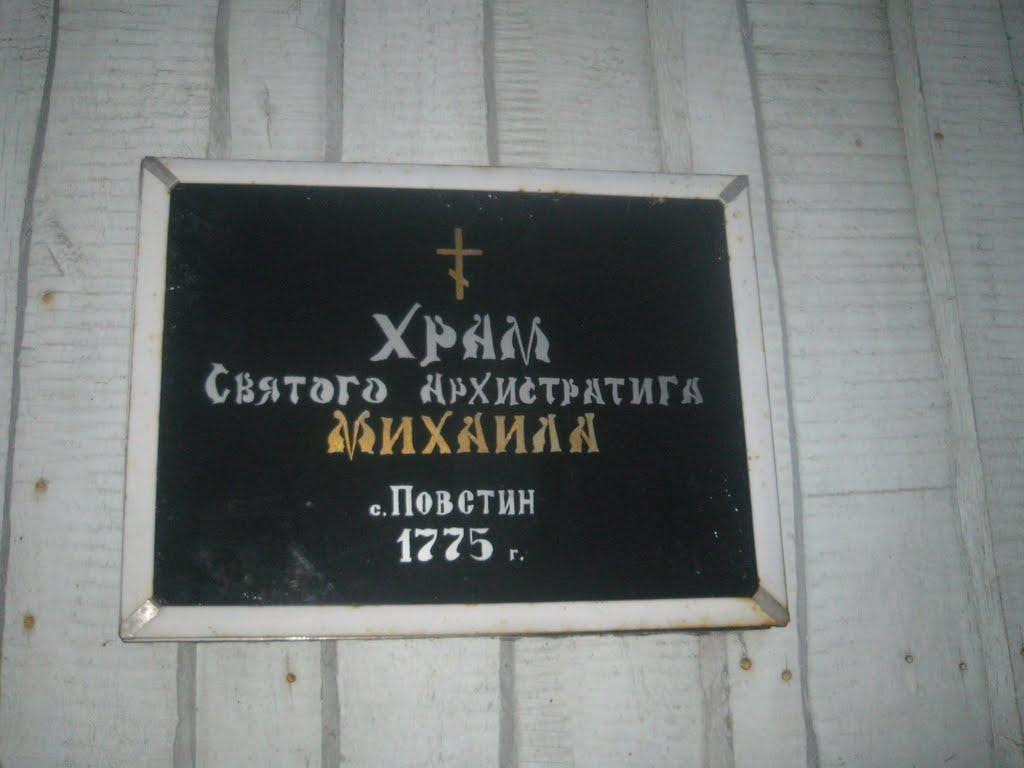 Храм
Святого Архистратига
Михаила
с. Повстин
1775 г.